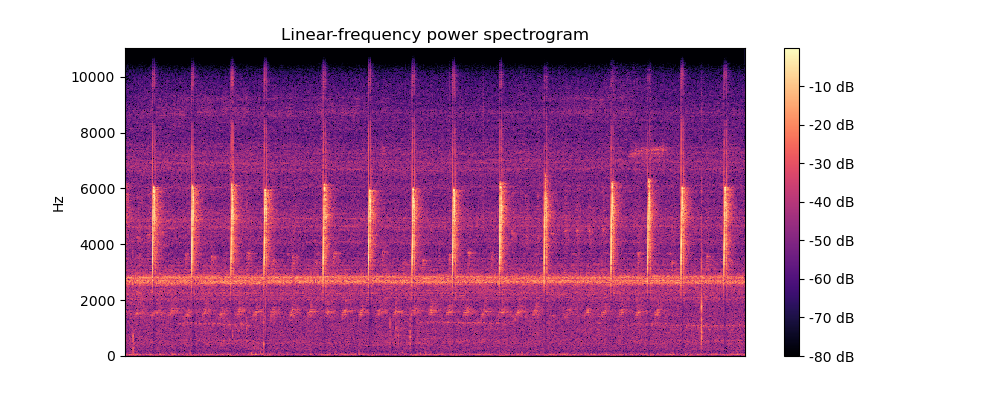 Linear-frequency power spectrogram
Hz
10000
8000
6000
4000
2000
0
-10 dB
-20 dB
-30 dB
-40 dB
-50 dB
-60 dB
-70 dB
-80 dB